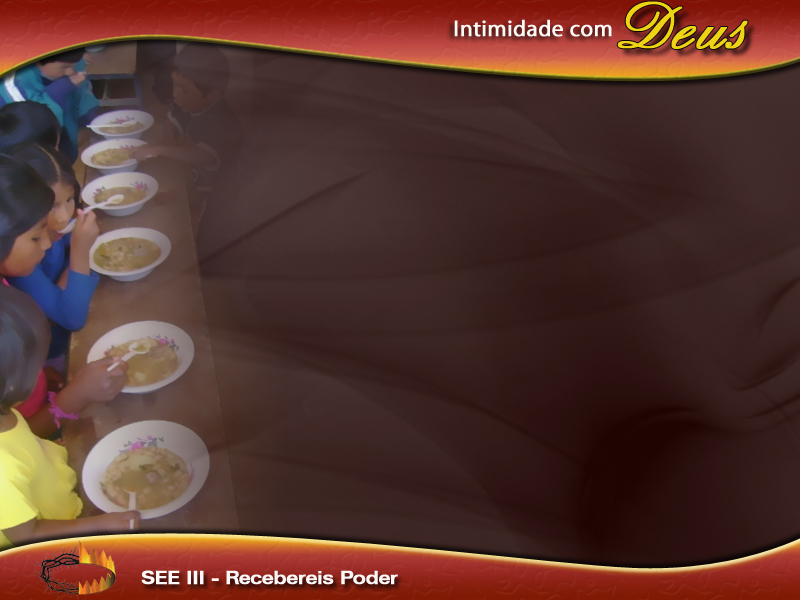 Intimidade com Deus
SEE III - Recebereis Poder